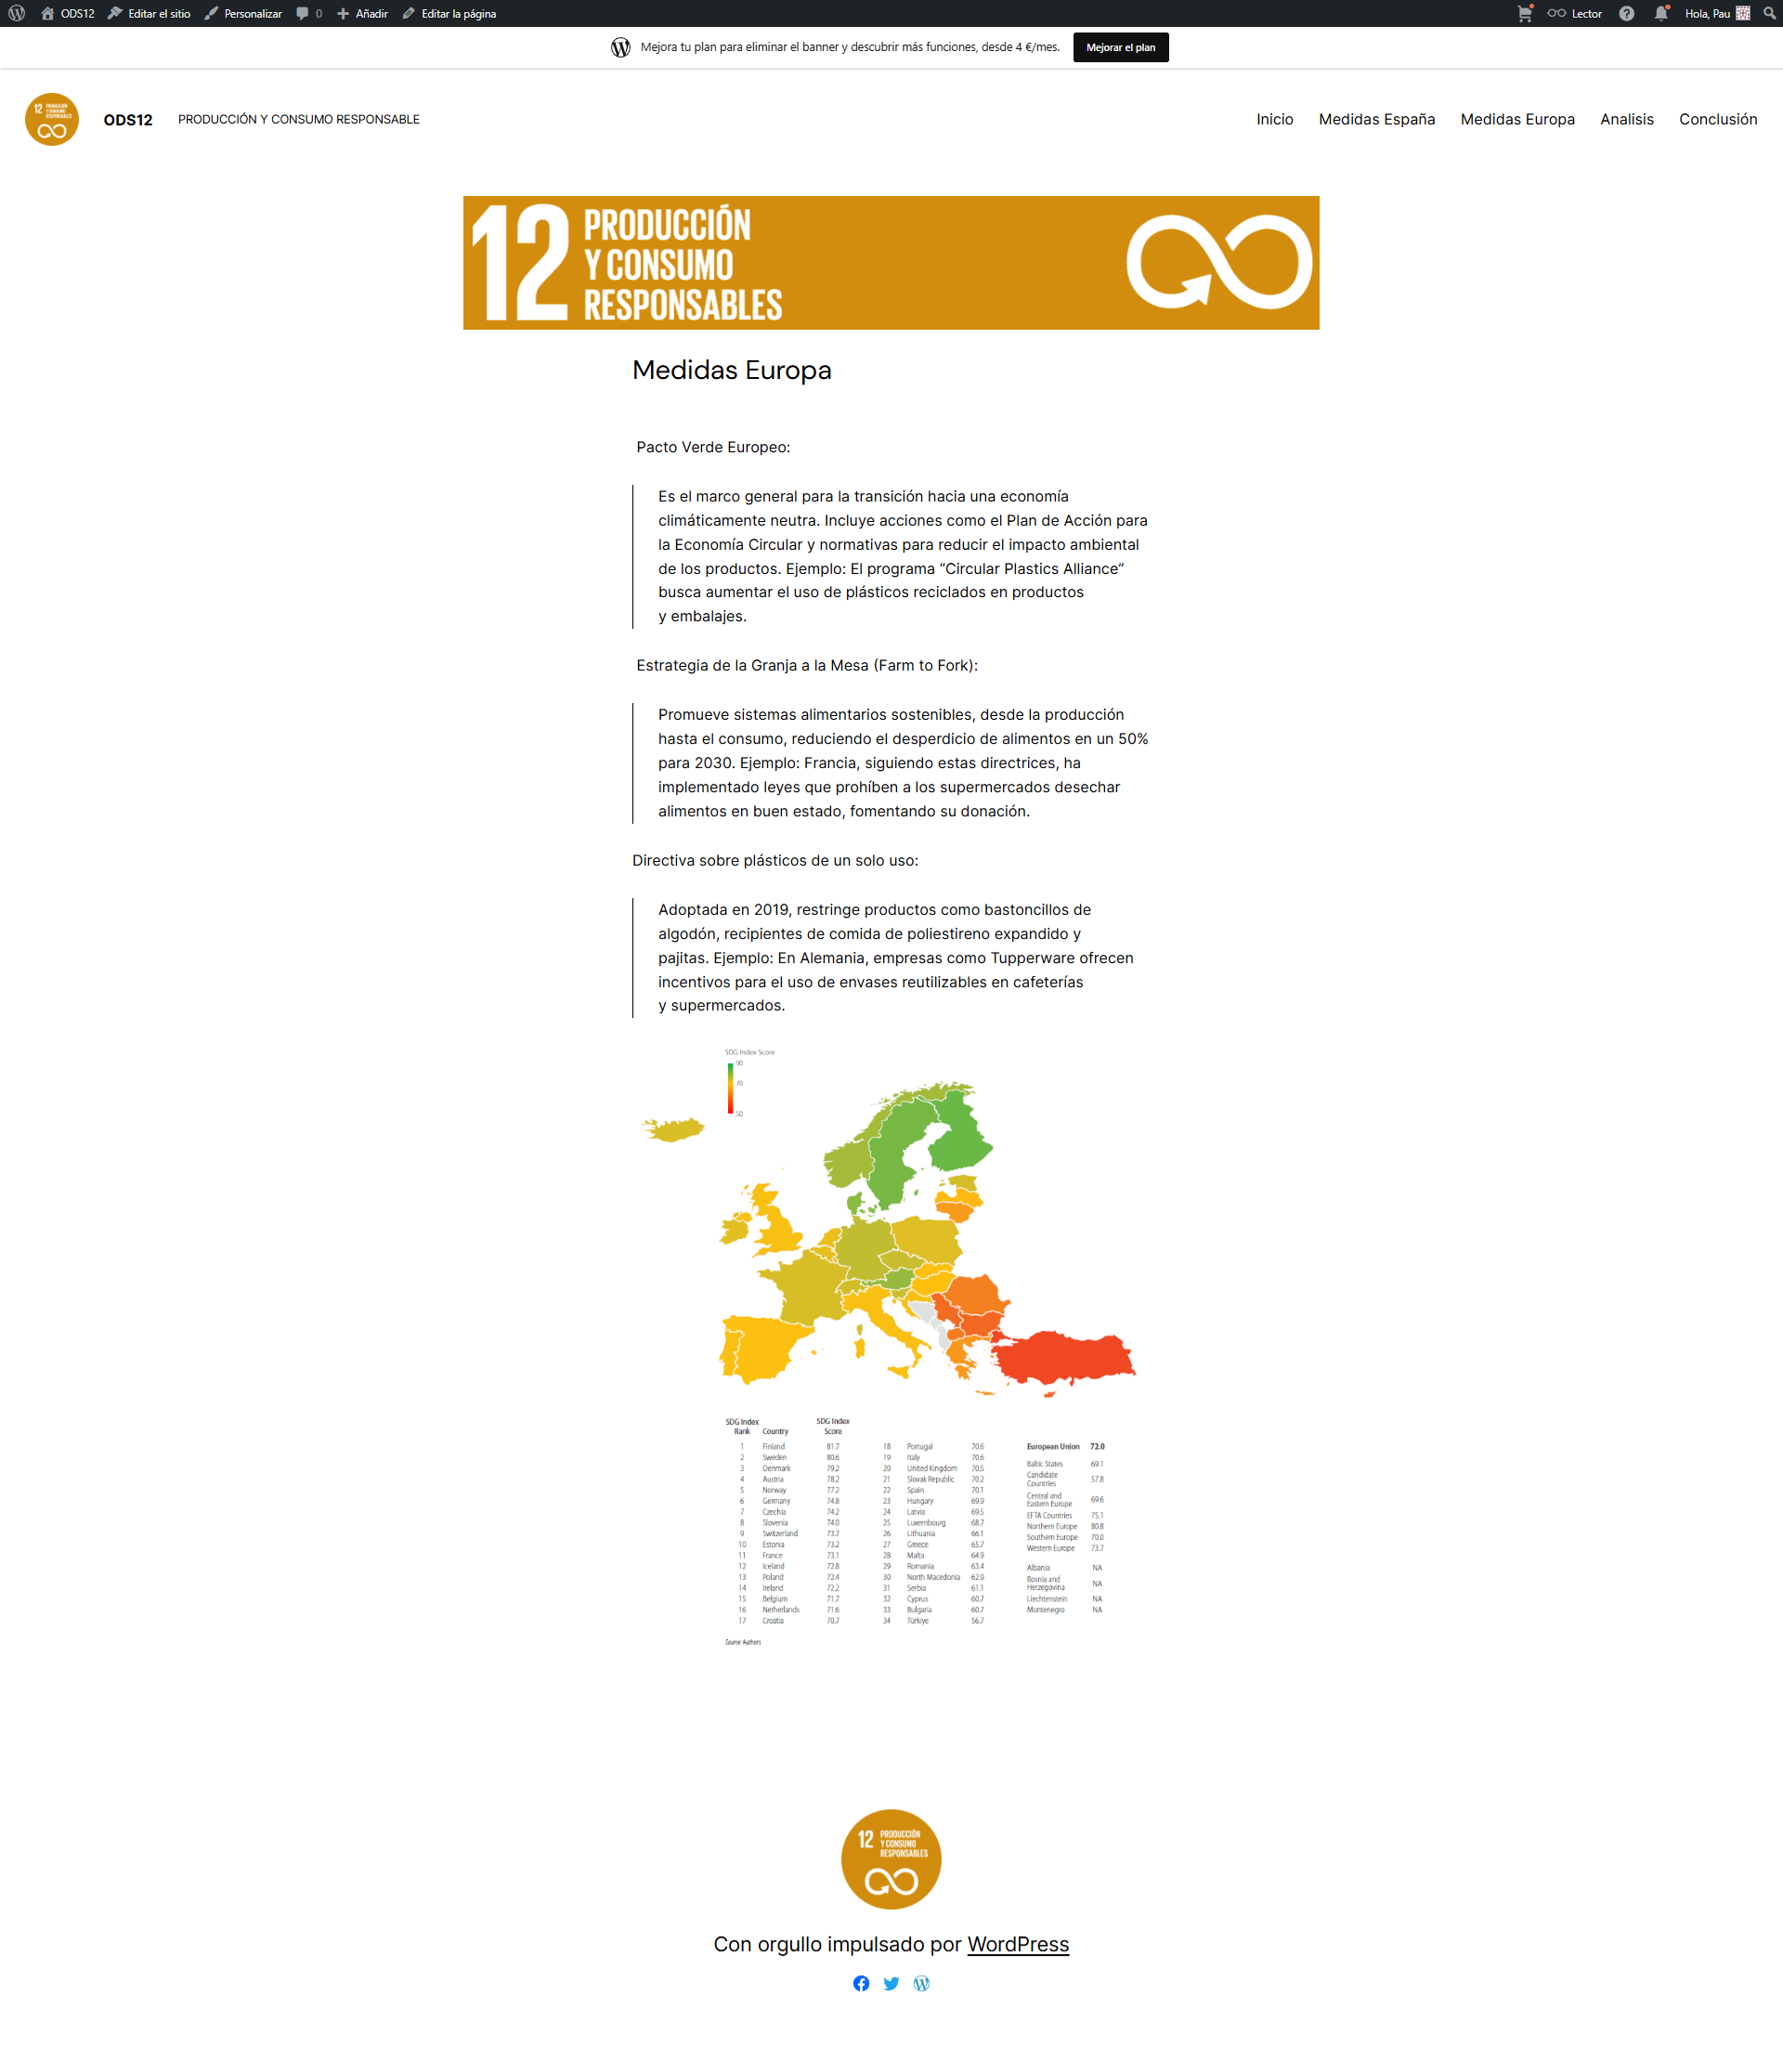 ODS12 Editar el sitio Personalizar 0 Añadir Editar la página Lector Hola, Pau
Mejora tu plan para eliminar el banner y descubrir más funciones, desde 4 €/mes. Mejorar el plan
12 PRODUCCIÓN
Y CONSUMO
RESPONSABLES
ODS12 PRODUCCIÓN Y CONSUMO RESPONSABLE Inicio Medidas España Medidas Europa Analisis Conclusión
12 PRODUCCIÓN
Y CONSUMO
RESPONSABLES
Medidas Europa
Pacto Verde Europeo:
Es el marco general para la transición hacia una economía
climáticamente neutra. Incluye acciones como el Plan de Acción para
la Economía Circular y normativas para reducir el impacto ambiental
de los productos. Ejemplo: El programa “Circular Plastics Alliance”
busca aumentar el uso de plásticos reciclados en productos
y embalajes.
Estrategia de la Granja a la Mesa (Farm to Fork):
Promueve sistemas alimentarios sostenibles, desde la producción
hasta el consumo, reduciendo el desperdicio de alimentos en un 50%
para 2030. Ejemplo: Francia, siguiendo estas directrices, ha
implementado leyes que prohíben a los supermercados desechar
alimentos en buen estado, fomentando su donación.
Directiva sobre plásticos de un solo uso:
Adoptada en 2019, restringe productos como bastoncillos de
algodón, recipientes de comida de poliestireno expandido y
pajitas. Ejemplo: En Alemania, empresas como Tupperware ofrecen
incentivos para el uso de envases reutilizables en cafeterías
y supermercados.
SDG Index Score
90
70
50
SDG Index Rank Country SDG Index Score
1 Finland 81.7
2 Sweden 80.6
3 Denmark 79.2
4 Austria 78.2
5 Norway 77.2
6 Germany 74.8
7 Czechia 74.2
8 Slovenia 74.0
9 Switzerland 73.7
10 Estonia 73.2
11 France 73.1
12 Iceland 72.8
13 Poland 72.4
14 Ireland 72.2
15 Belgium 71.7
16 Netherlands 71.6
17 Croatia 70.7
18 Portugal 70.6
19 Italy 70.6
20 United Kingdom 70.5
21 Slovak Republic 70.2
22 Spain 70.1
23 Hungary 69.9
24 Latvia 69.5
25 Luxembourg 68.7
26 Lithuania 66.1
27 Greece 65.7
28 Malta 64.9
29 Romania 63.4
30 North Macedonia 62.9
31 Serbia 61.1
32 Cyprus 60.7
33 Bulgaria 60.7
34 Türkiye 56.7
European Union 72.0
Baltic States 69.1
Candidate Countries 57.8
Central and Eastern Europe 69.6
EFTA Countries 75.1
Northern Europe 80.8
Southern Europe 70.0
Western Europe 73.7
Albania NA
Bosnia and Herzegovina NA
Liechtenstein NA
Montenegro NA
Source: Authors
12 PRODUCCIÓN
Y CONSUMO
RESPONSABLES
Con orgullo impulsado por WordPress